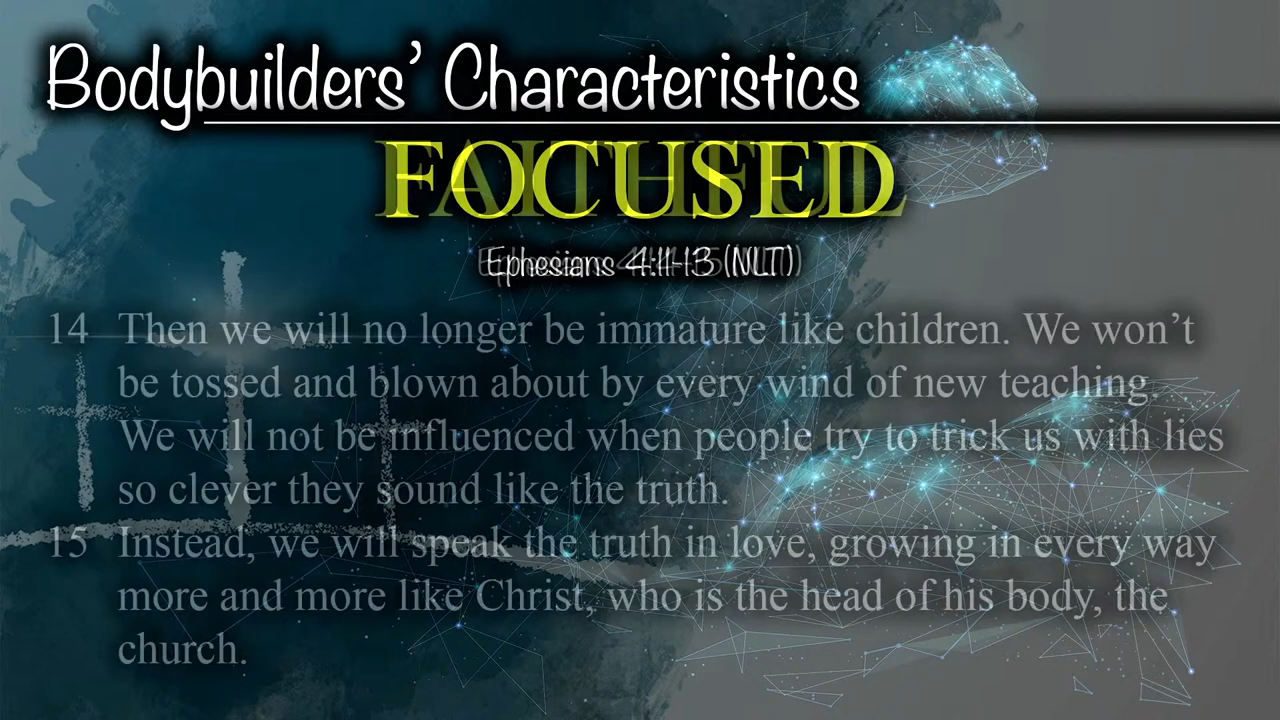 Bodybuilders’ Characteristics
FOCUSED
FAITHFUL
Ephesians 4:11-13 (NLT)
14 Then we will no longer be immature like children. We won’t
be tossed and blown about by every wind of new teaching.
We will not be influenced when people try to trick us with lies
so clever they sound like the truth.
15 Instead, we will speak the truth in love, growing in every way
more and more like Christ, who is the head of his body, the
church.